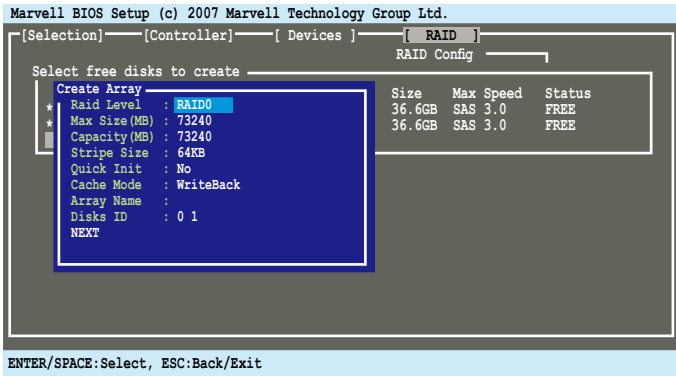 Marvell BIOS Setup (c) 2007 Marvell Technology Group Ltd.
[Selection] [Controller] [ Devices ] [ RAID ]
RAID Config
Select free disks to create
Create Array
Size Max Speed Status
* 36.6GB SAS 3.0 FREE
* 36.6GB SAS 3.0 FREE
Raid Level : RAID0
Max Size(MB) : 73240
Capacity(MB) : 73240
Stripe Size : 64KB
Quick Init : No
Cache Mode : WriteBack
Array Name :
Disks ID : 0 1
NEXT
ENTER/SPACE:Select, ESC:Back/Exit